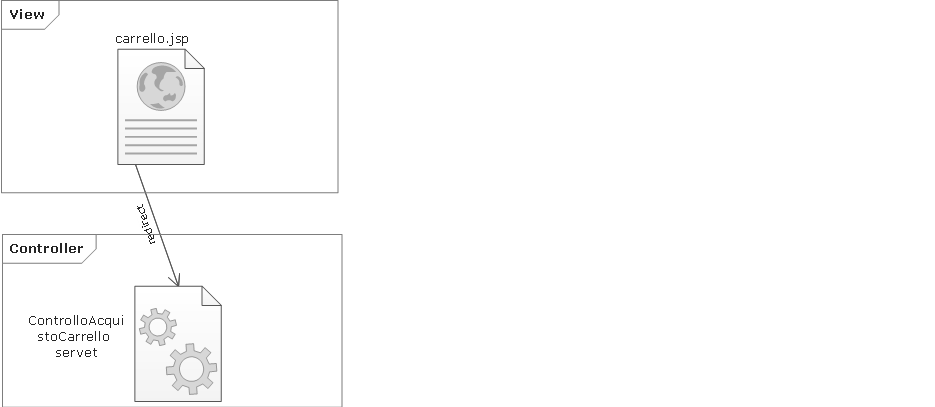 View
carrello.jsp
redirect
Controller
ControlloAcqui
stoCarrello
servet